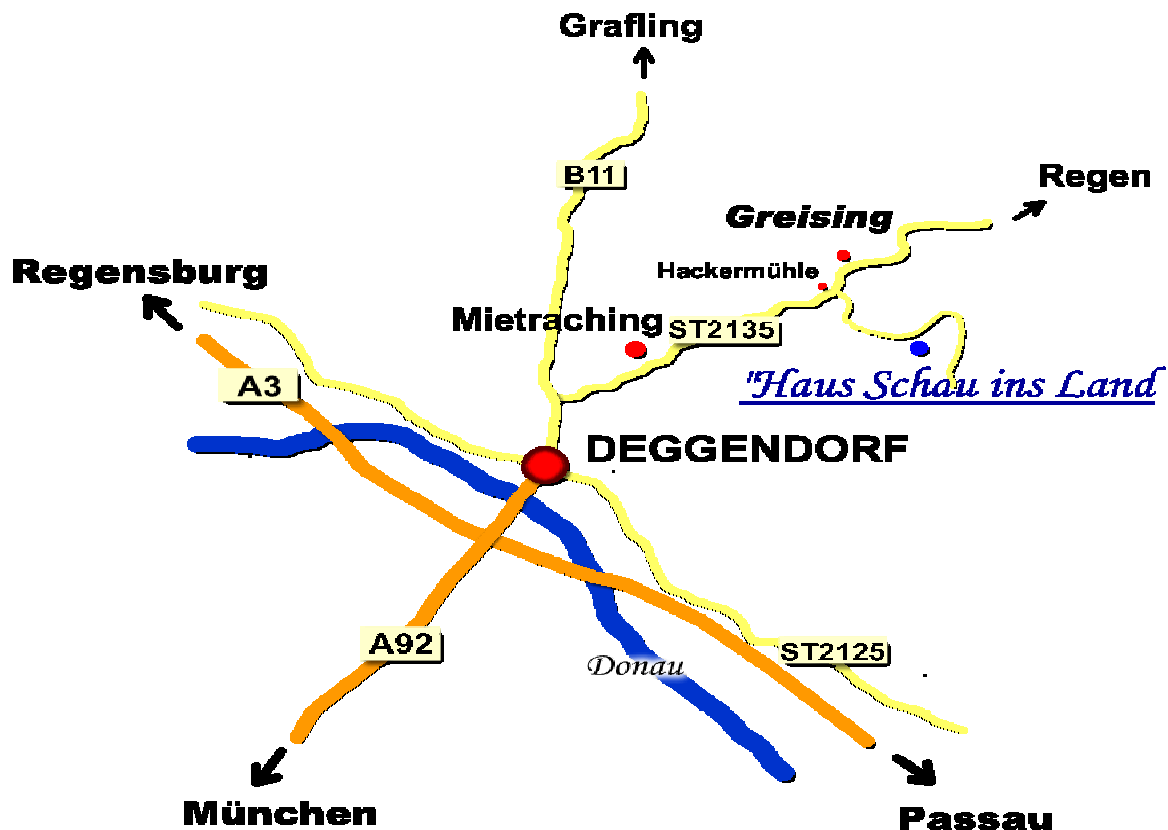 Grafling
B11
Regen
Greising
Regensburg
Hackermühle
Mietraching
ST2135
A3
"Haus Schau ins Land
DEGGENDORF
A92
ST2125
Donau
München
Passau